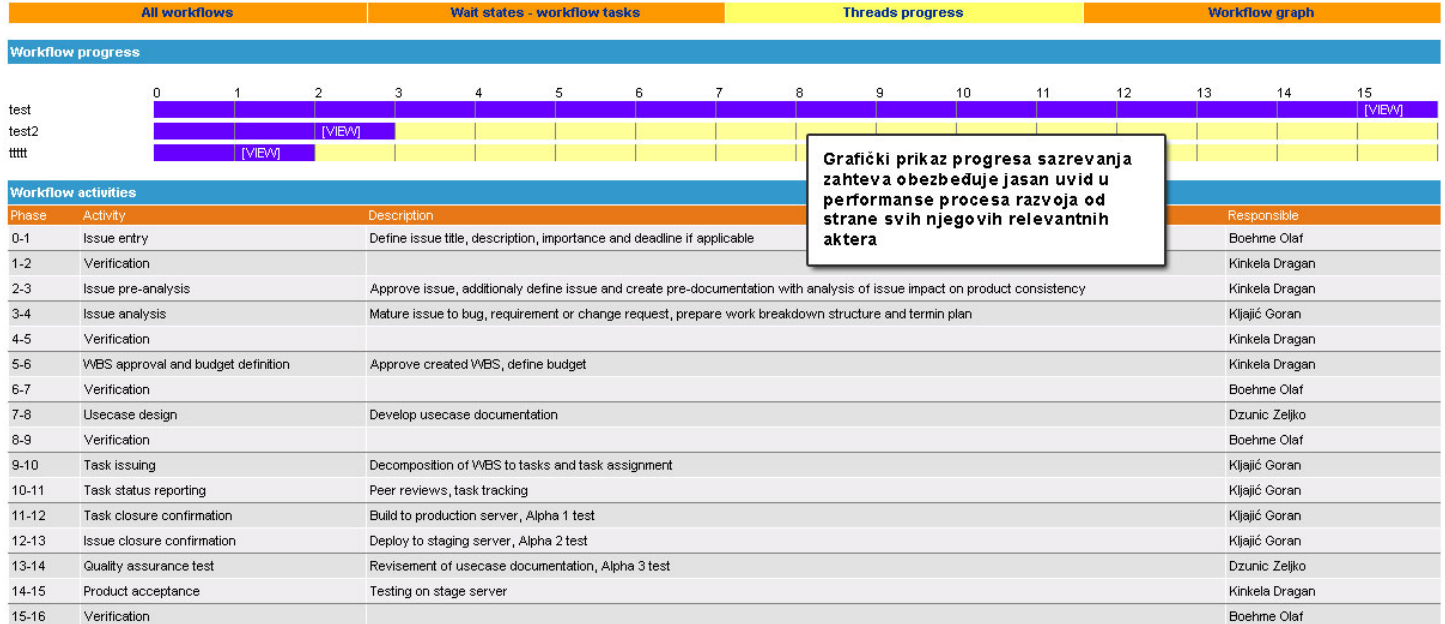 All workflows Wait states - workflow tasks Threads progress Workflow graph
Workflow progress
0 1 2 3 4 5 6 7 8 9 10 11 12 13 14 15
test [VIEW]
test2 [VIEW]
ttttt [VIEW]
Grafički prikaz progresa sazrevanja
zahteva obezbeđuje jasan uvid u
performanse procesa razvoja od
strane svih njegovih relevantnih
aktera
Workflow activities
Phase Activity Description Responsible
0-1 Issue entry Define issue title, description, importance and deadline if applicable Boehme Olaf
1-2 Verification Kinkela Dragan
2-3 Issue pre-analysis Approve issue, additionaly define issue and create pre-documentation with analysis of issue impact on product consistency Kinkela Dragan
3-4 Issue analysis Mature issue to bug, requirement or change request, prepare work breakdown structure and termin plan Kljajić Goran
4-5 Verification Kinkela Dragan
5-6 WBS approval and budget definition Approve created WBS, define budget Kinkela Dragan
6-7 Verification Boehme Olaf
7-8 Usecase design Develop usecase documentation Dzunic Zeljko
8-9 Verification Boehme Olaf
9-10 Task issuing Decomposition of WBS to tasks and task assignment Kljajić Goran
10-11 Task status reporting Peer reviews, task tracking Kljajić Goran
11-12 Task closure confirmation Build to production server, Alpha 1 test Kljajić Goran
12-13 Issue closure confirmation Deploy to staging server, Alpha 2 test Kljajić Goran
13-14 Quality assurance test Revisement of usecase documentation, Alpha 3 test Dzunic Zeljko
14-15 Product acceptance Testing on stage server Kinkela Dragan
15-16 Verification Boehme Olaf